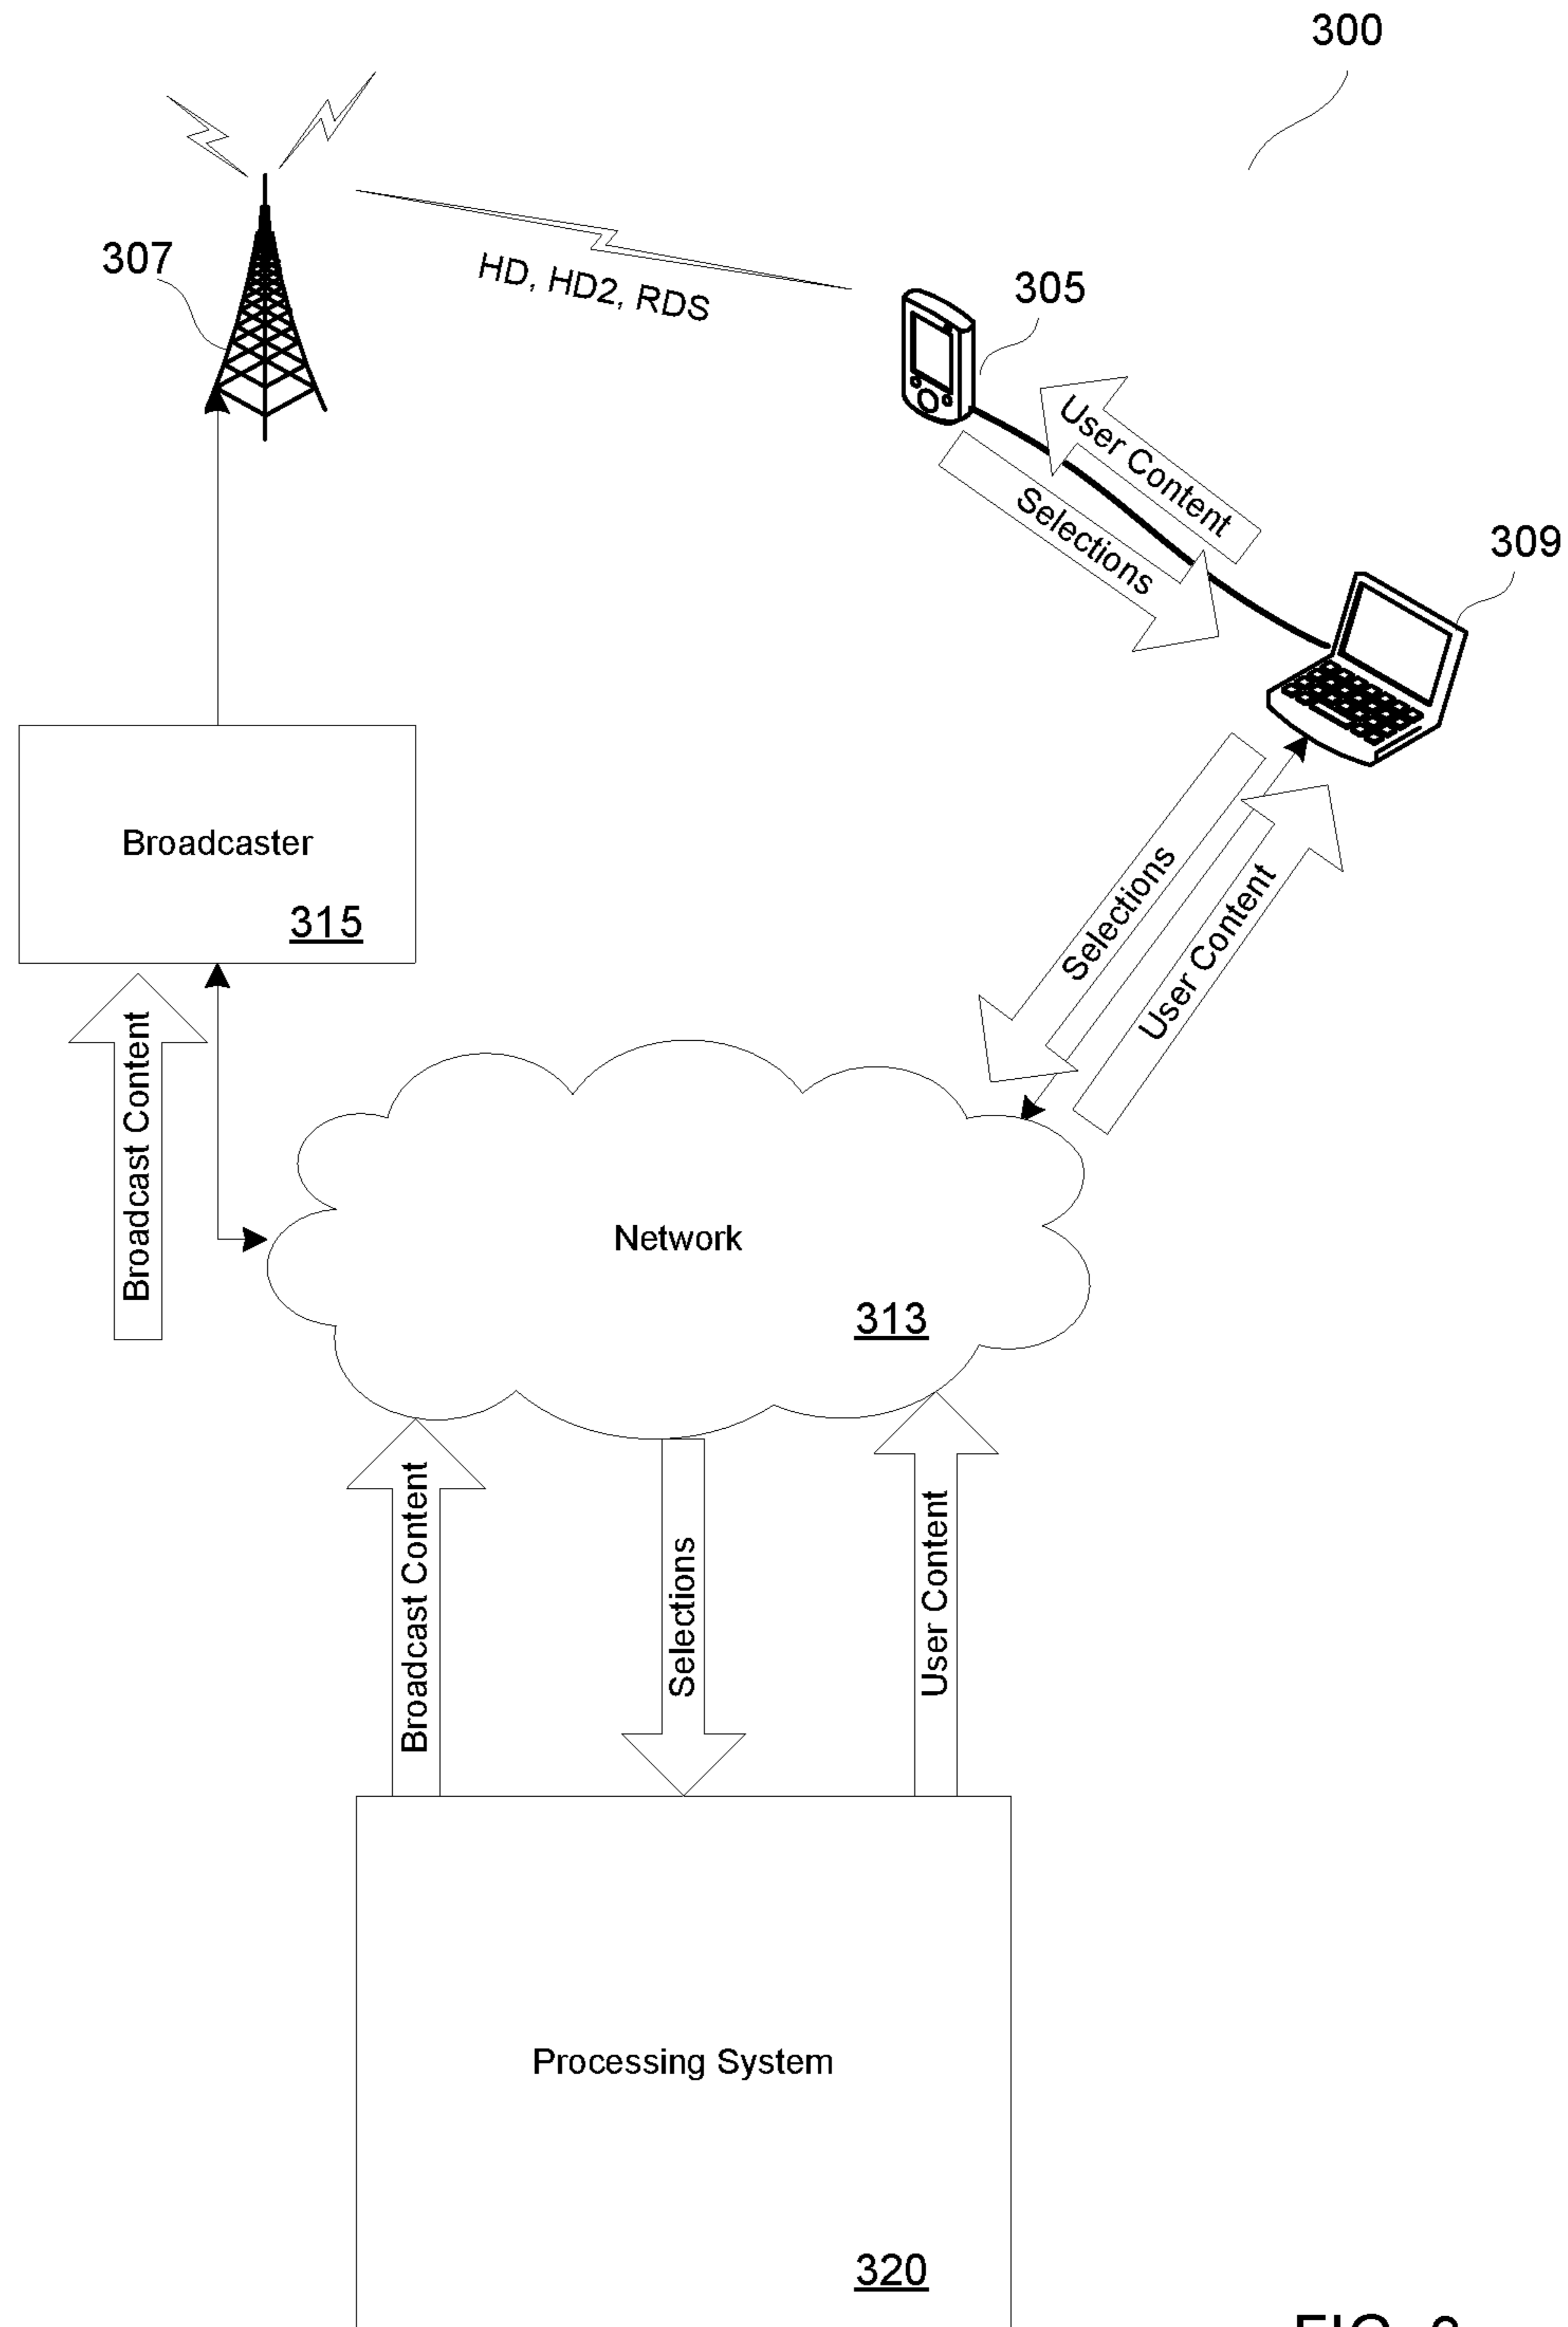 300
307
HD, HD2, RDS
305
User Content
Selections
309
Broadcaster
315
Selections
User Content
Broadcast Content
Network
313
Broadcast Content
Selections
User Content
Processing System
320